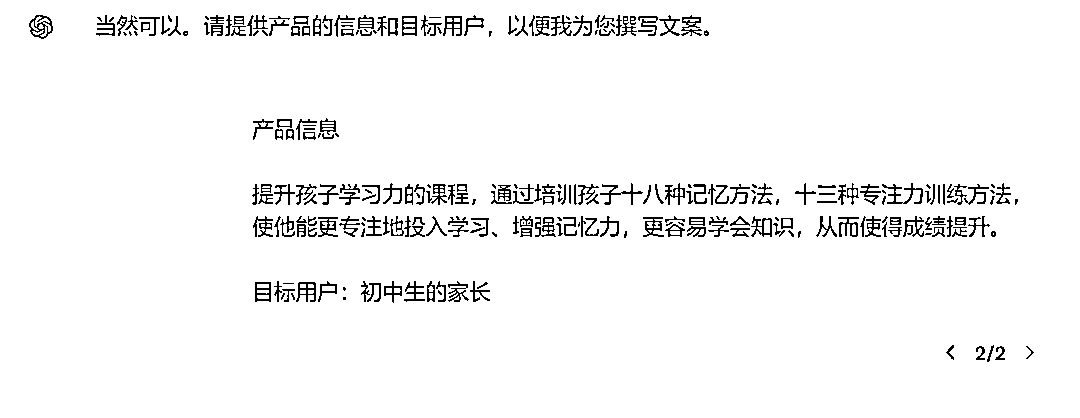 当然可以。请提供产品的信息和目标用户，以便我为您撰写文案。
产品信息
提升孩子学习力的课程，通过培训孩子十八种记忆方法，十三种专注力训练方法，
使他能更专注地投入学习、增强记忆力，更容易学会知识，从而使得成绩提升。
目标用户：初中生的家长
2/2